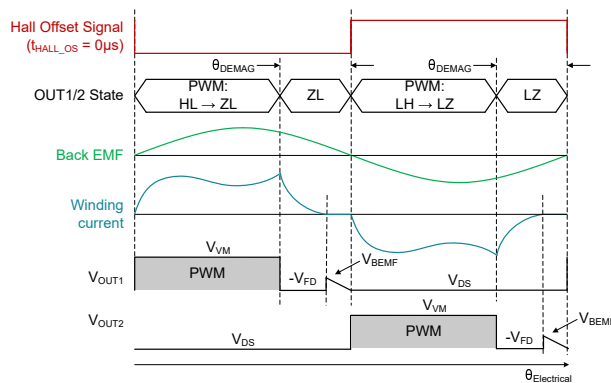 Hall Offset Signal
(tHALL_OS = 0µs)
θDEMAG
θDEMAG
OUT1/2 State
PWM:
HL → ZL
ZL
PWM:
LH → LZ
LZ
Back EMF
Winding
current
VVM
VBEMF
VOUT1
PWM
-VFD
VDS
VVM
VBEMF
VOUT2
VDS
PWM
-VFD
θElectrical